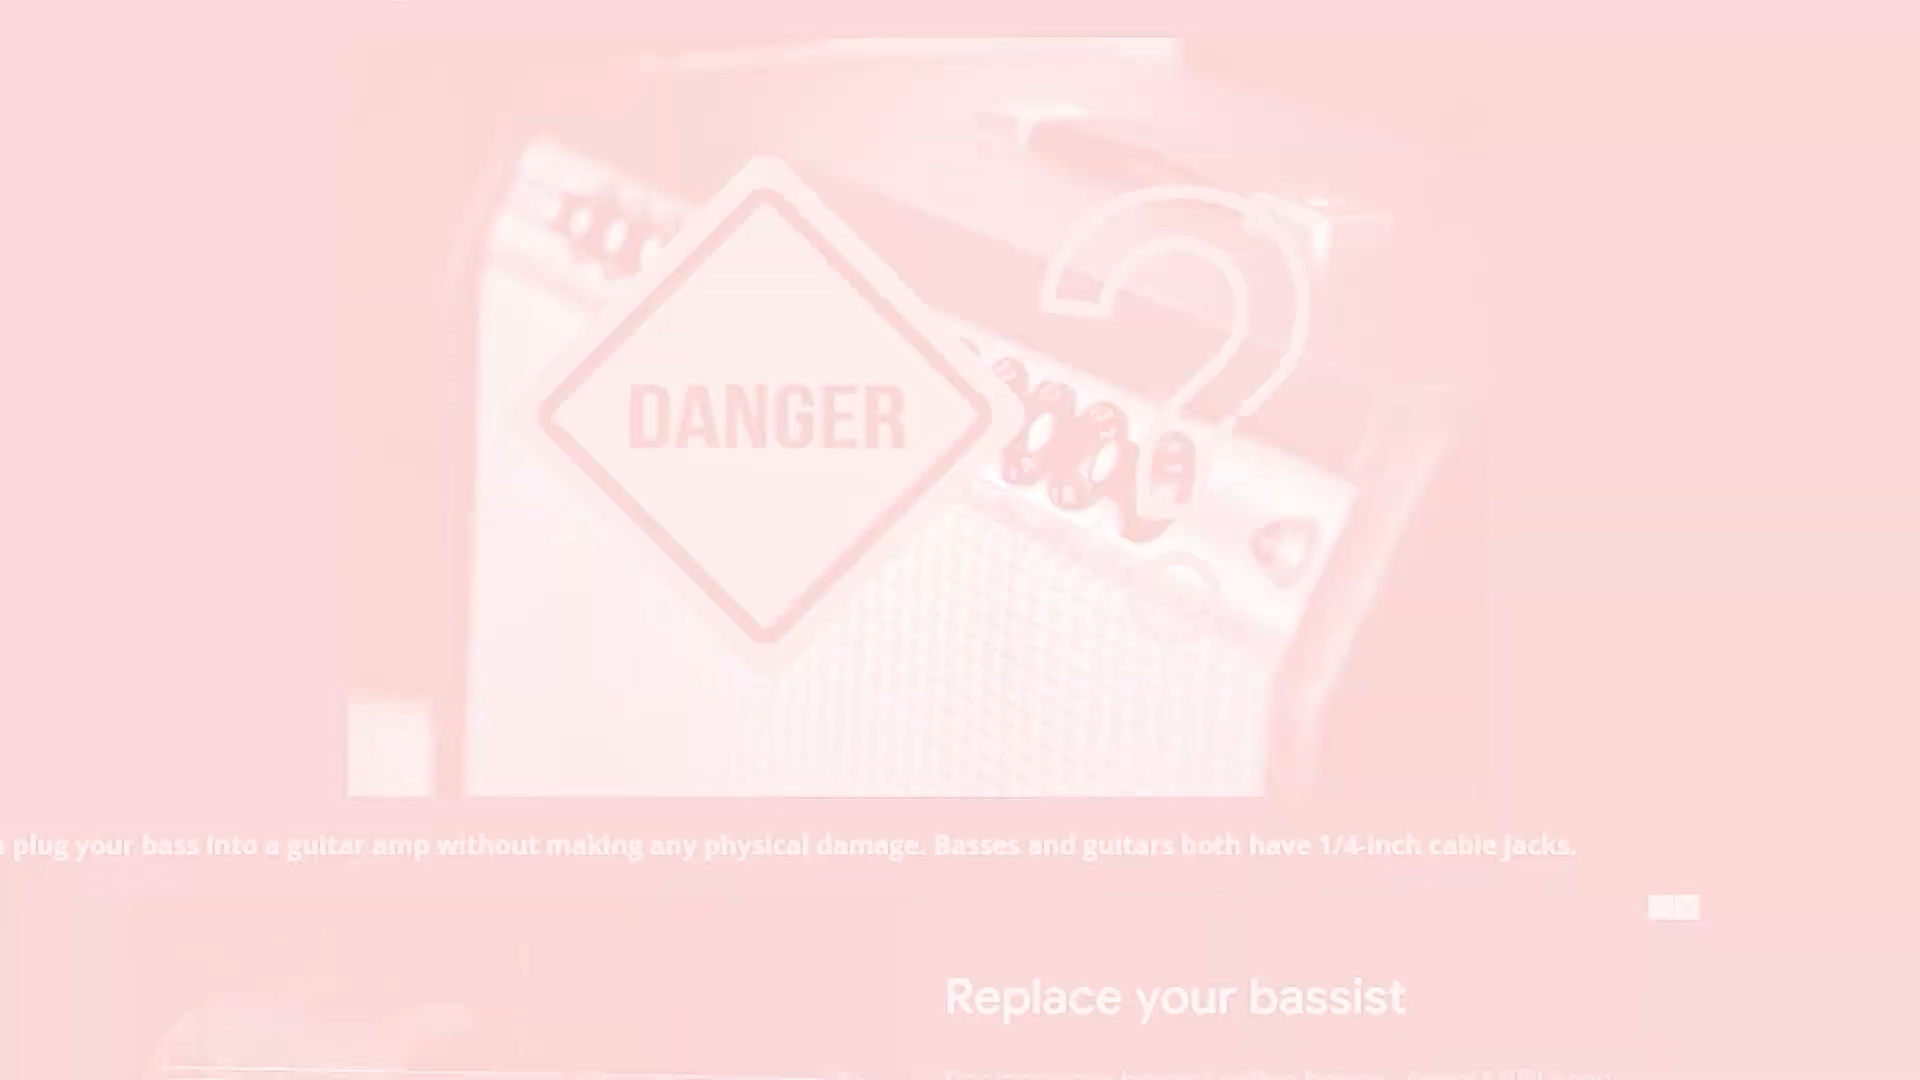 DANGER
?
plug your bass into a guitar amp without making any physical damage. Basses and guitars both have 1/4-inch cable jacks.
Replace your bassist